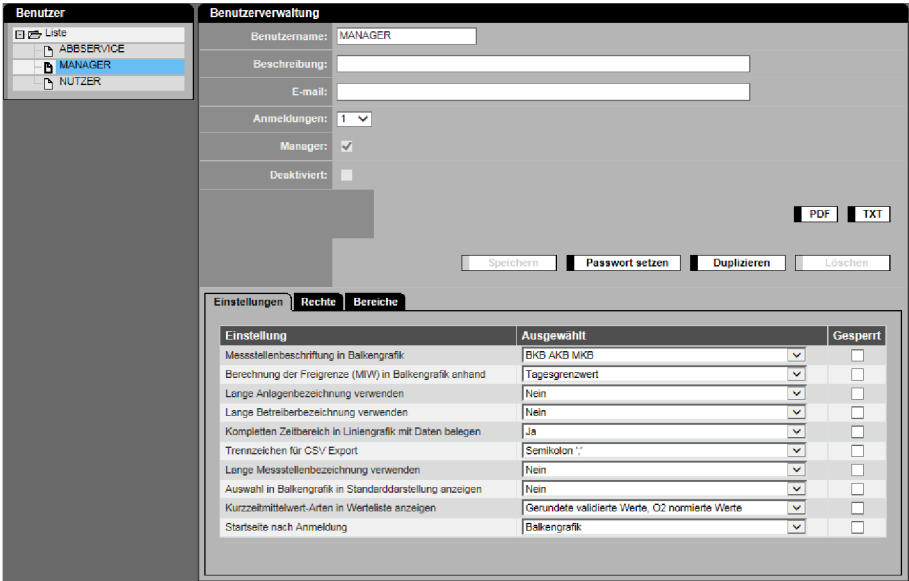 Benutzer
Liste
ABBSERVICE
MANAGER
NUTZER
Benutzerverwaltung
Benutzername: MANAGER
Beschreibung:
E-mail:
Anmeldungen: 1
Manager:
Deaktiviert:
PDF TXT
Speichern Passwort setzen Duplizieren Löschen
Einstellungen Rechte Bereiche
Einstellung Ausgewählt Gesperrt
Messstellenbeschriftung in Balkengrafik BKB AKB MKB
Berechnung der Freigrenze (MIW) in Balkengrafik anhand Tagesgrenzwert
Lange Anlagenbezeichnung verwenden Nein
Lange Betreiberbezeichnung verwenden Nein
Kompletten Zeitbereich in Liniengrafik mit Daten belegen Ja
Trennzeichen für CSV Export Semikolon ';'
Lange Messstellenbezeichnung verwenden Nein
Auswahl in Balkengrafik in Standarddarstellung anzeigen Nein
Kurzzeitmittelwert-Arten in Werteliste anzeigen Gerundete validierte Werte, O2 normierte Werte
Startseite nach Anmeldung Balkengrafik